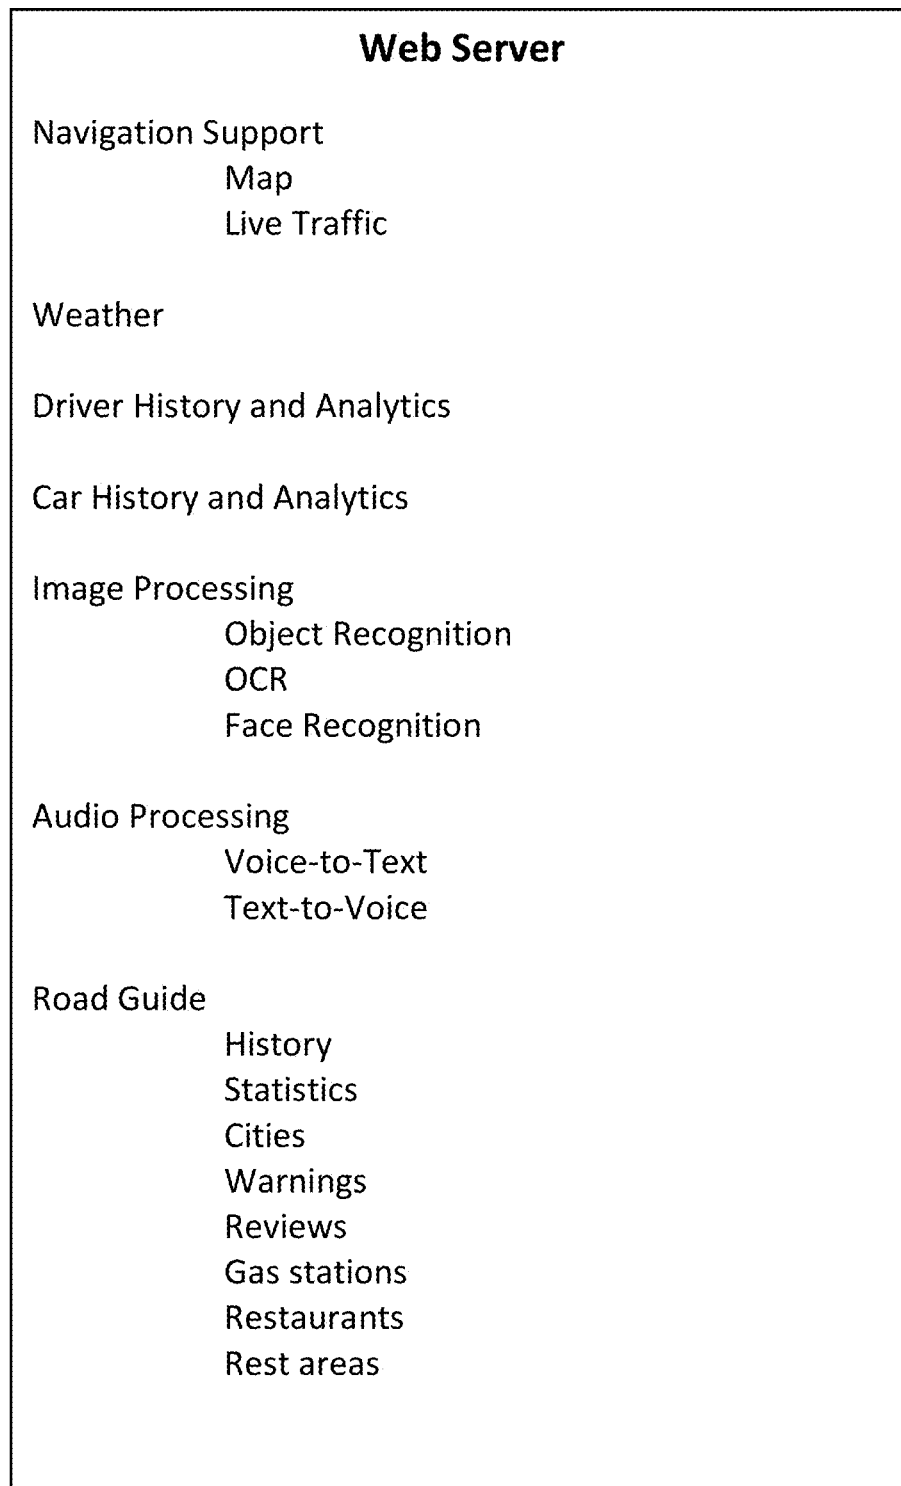 Web Server
Navigation Support
Map
Live Traffic
Weather
Driver History and Analytics
Car History and Analytics
Image Processing
Object Recognition
OCR
Face Recognition
Audio Processing
Voice-to-Text
Text-to-Voice
Road Guide
History
Statistics
Cities
Warnings
Reviews
Gas stations
Restaurants
Rest areas